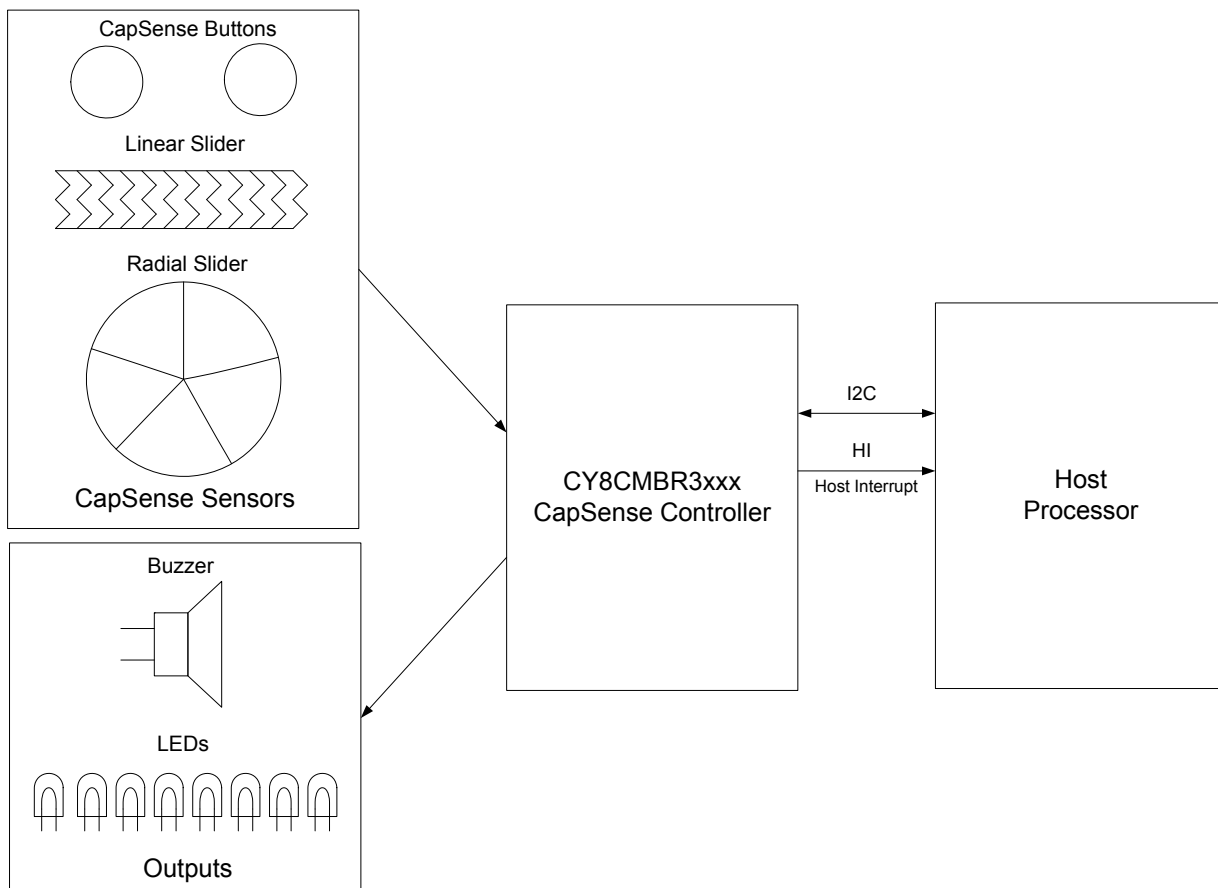 CapSense Buttons
Linear Slider
Radial Slider
CapSense Sensors
Buzzer
LEDs
Outputs
CY8CMBR3xxx
CapSense Controller
I2C
HI
Host Interrupt
Host
Processor